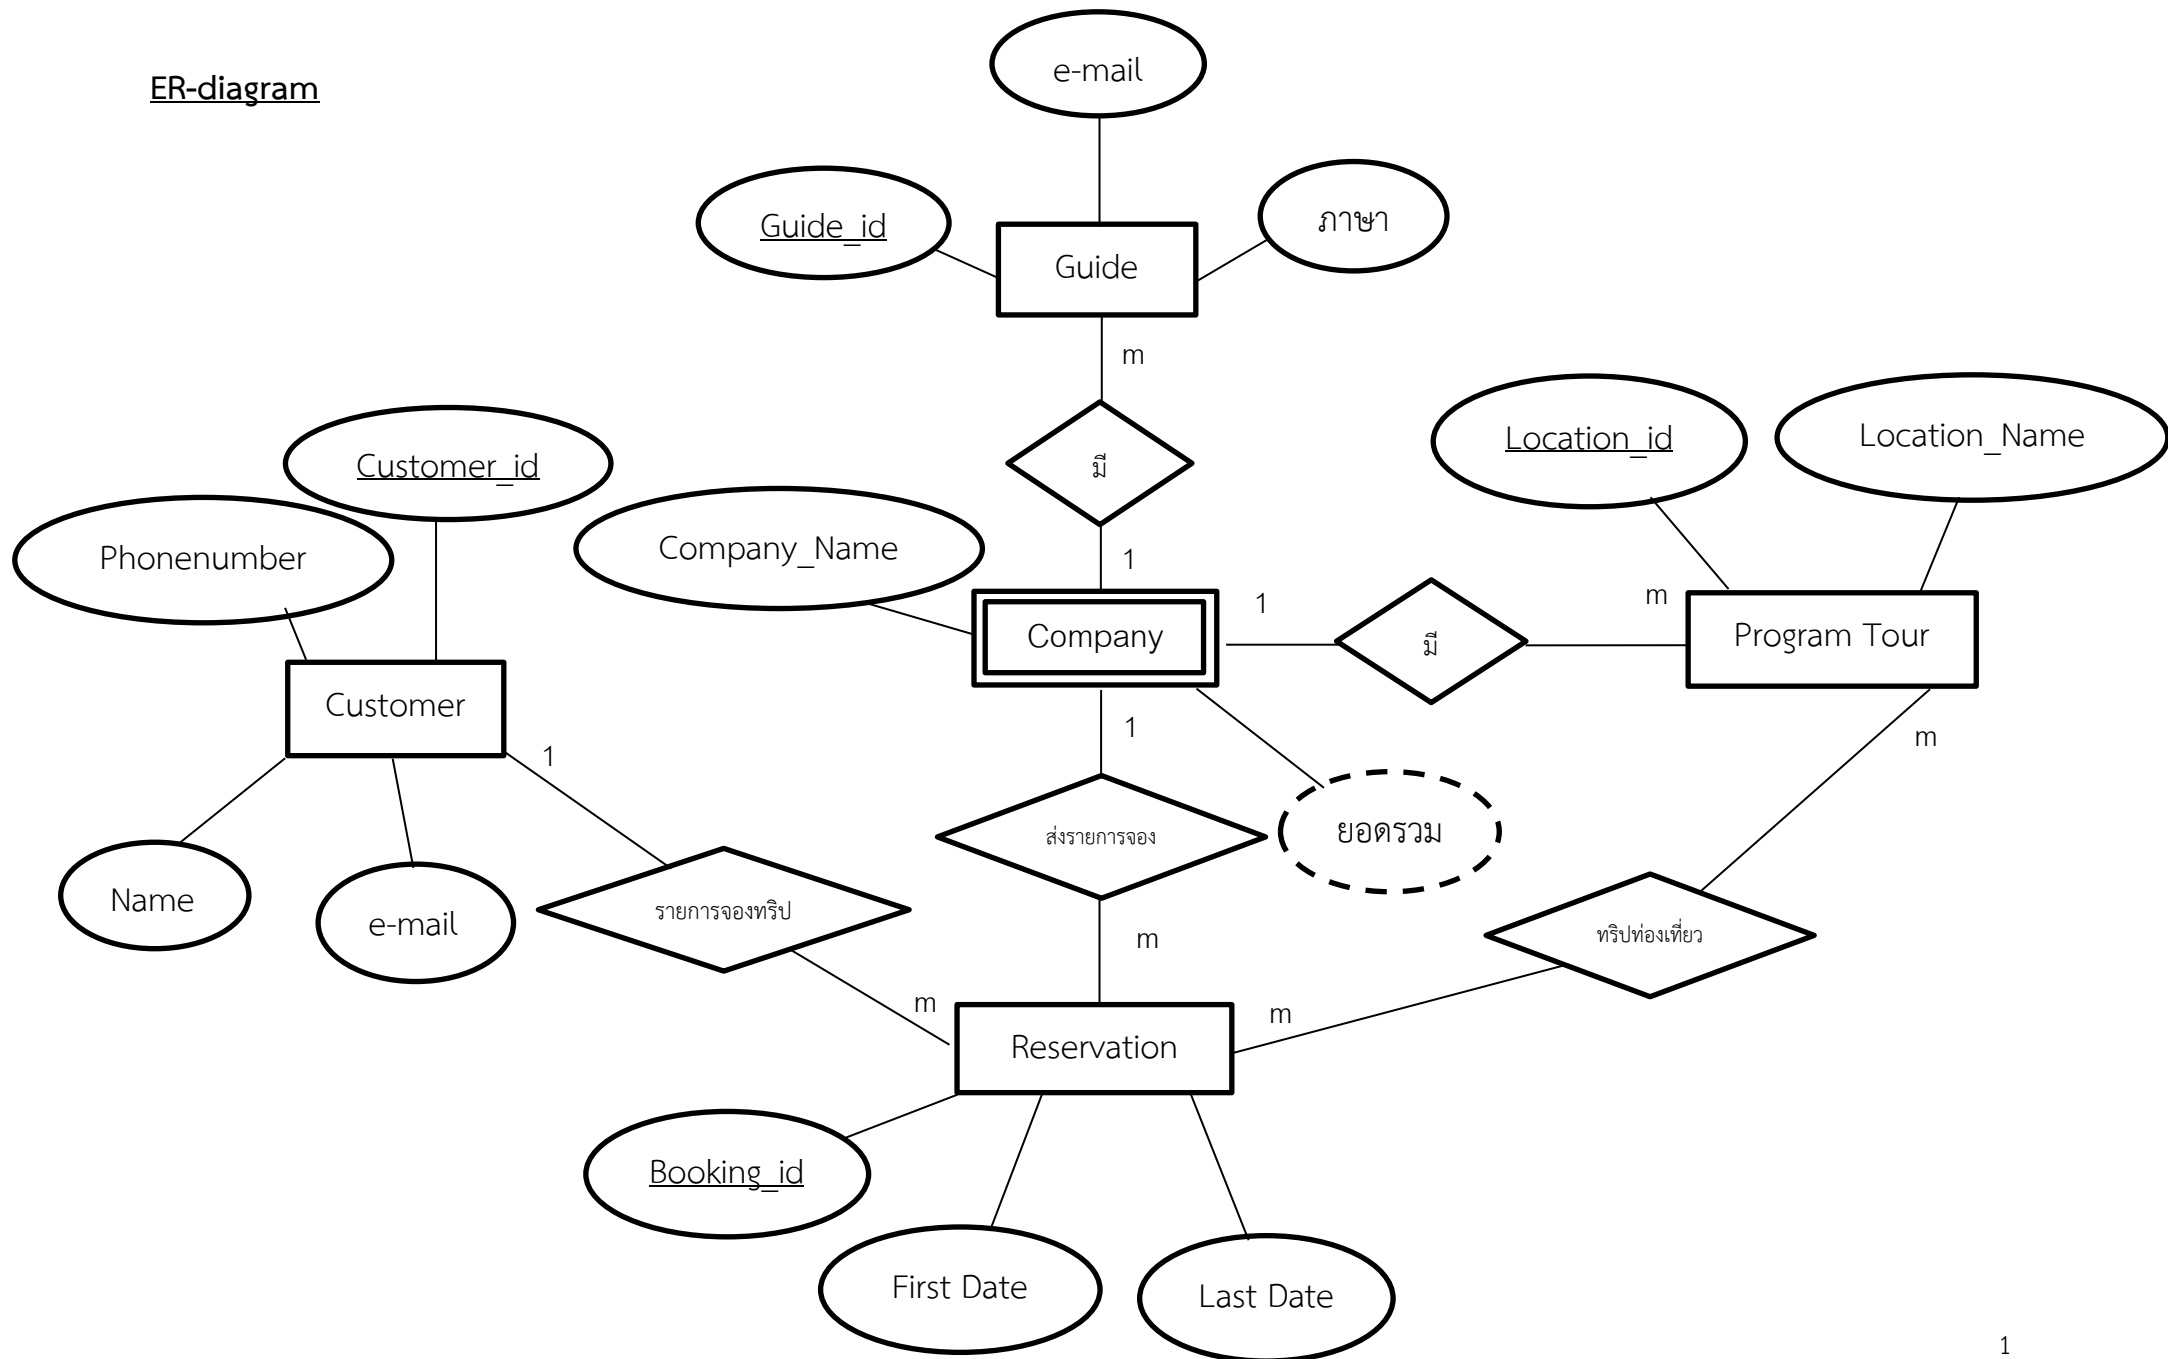 ER-diagram
e-mail
Guide_id
ภาษา
Guide
m
มี
Location_id
Location_Name
Customer_id
Phonenumber
Company_Name
1
Company
1
มี
m
Program Tour
Customer
1
1
m
ส่งรายการจอง
ยอดรวม
Name
e-mail
รายการจองทริป
m
ทริปท่องเที่ยว
m
m
Reservation
Booking_id
First Date
Last Date
1